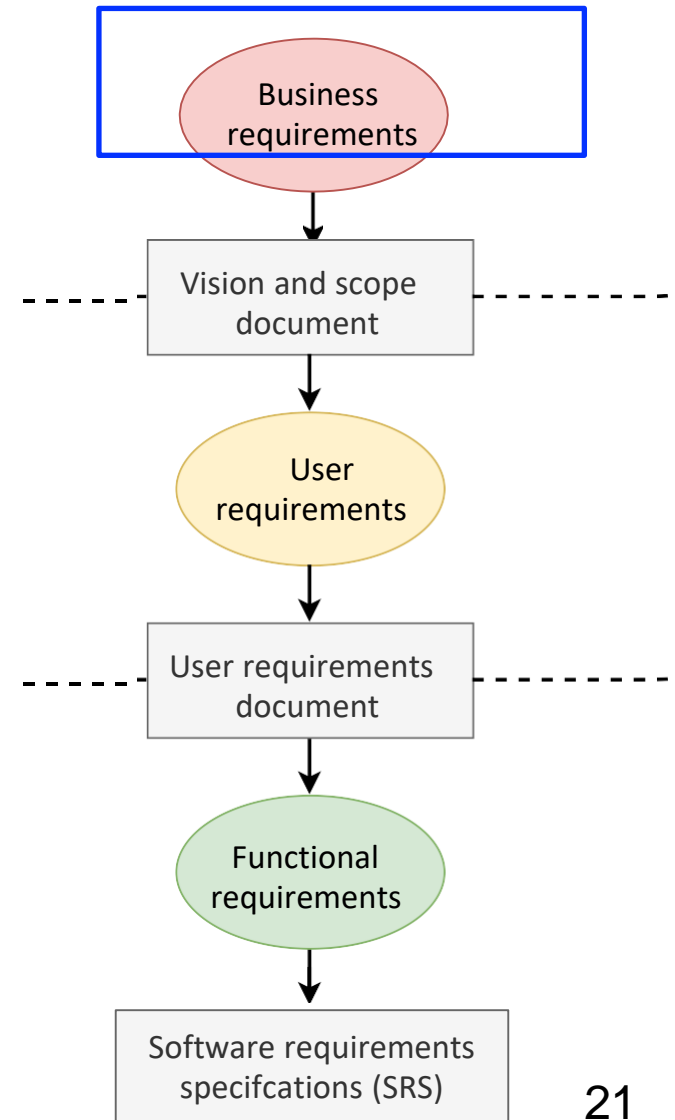 Business
requirements
Vision and scope
document
User
requirements
User requirements
document
Functional
requirements
Software requirements
specifcations (SRS)
21